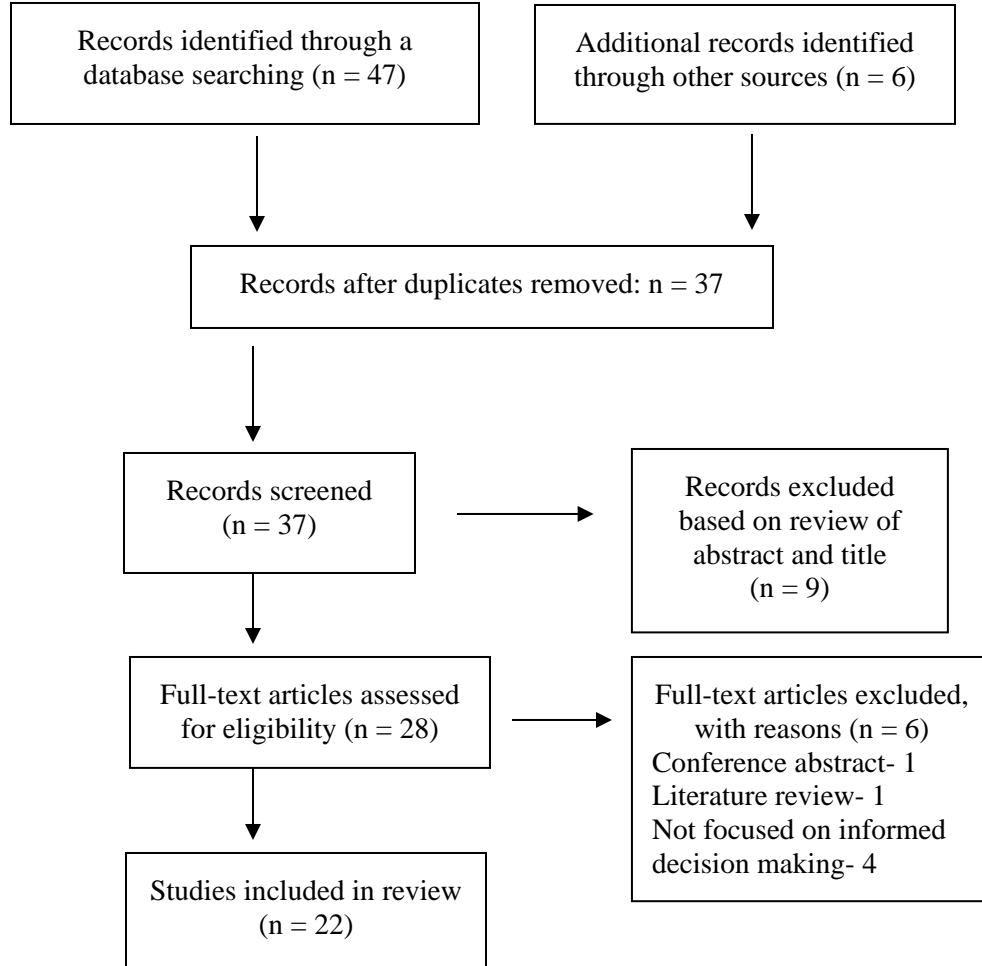 Records identified through a
database searching (n = 47)
Additional records identified
through other sources (n = 6)
Records after duplicates removed: n = 37
Records screened
(n = 37)
Records excluded
based on review of
abstract and title
(n = 9)
Full-text articles assessed
for eligibility (n = 28)
Full-text articles excluded,
with reasons (n = 6)
Conference abstract- 1
Literature review- 1
Not focused on informed
decision making- 4
Studies included in review
(n = 22)